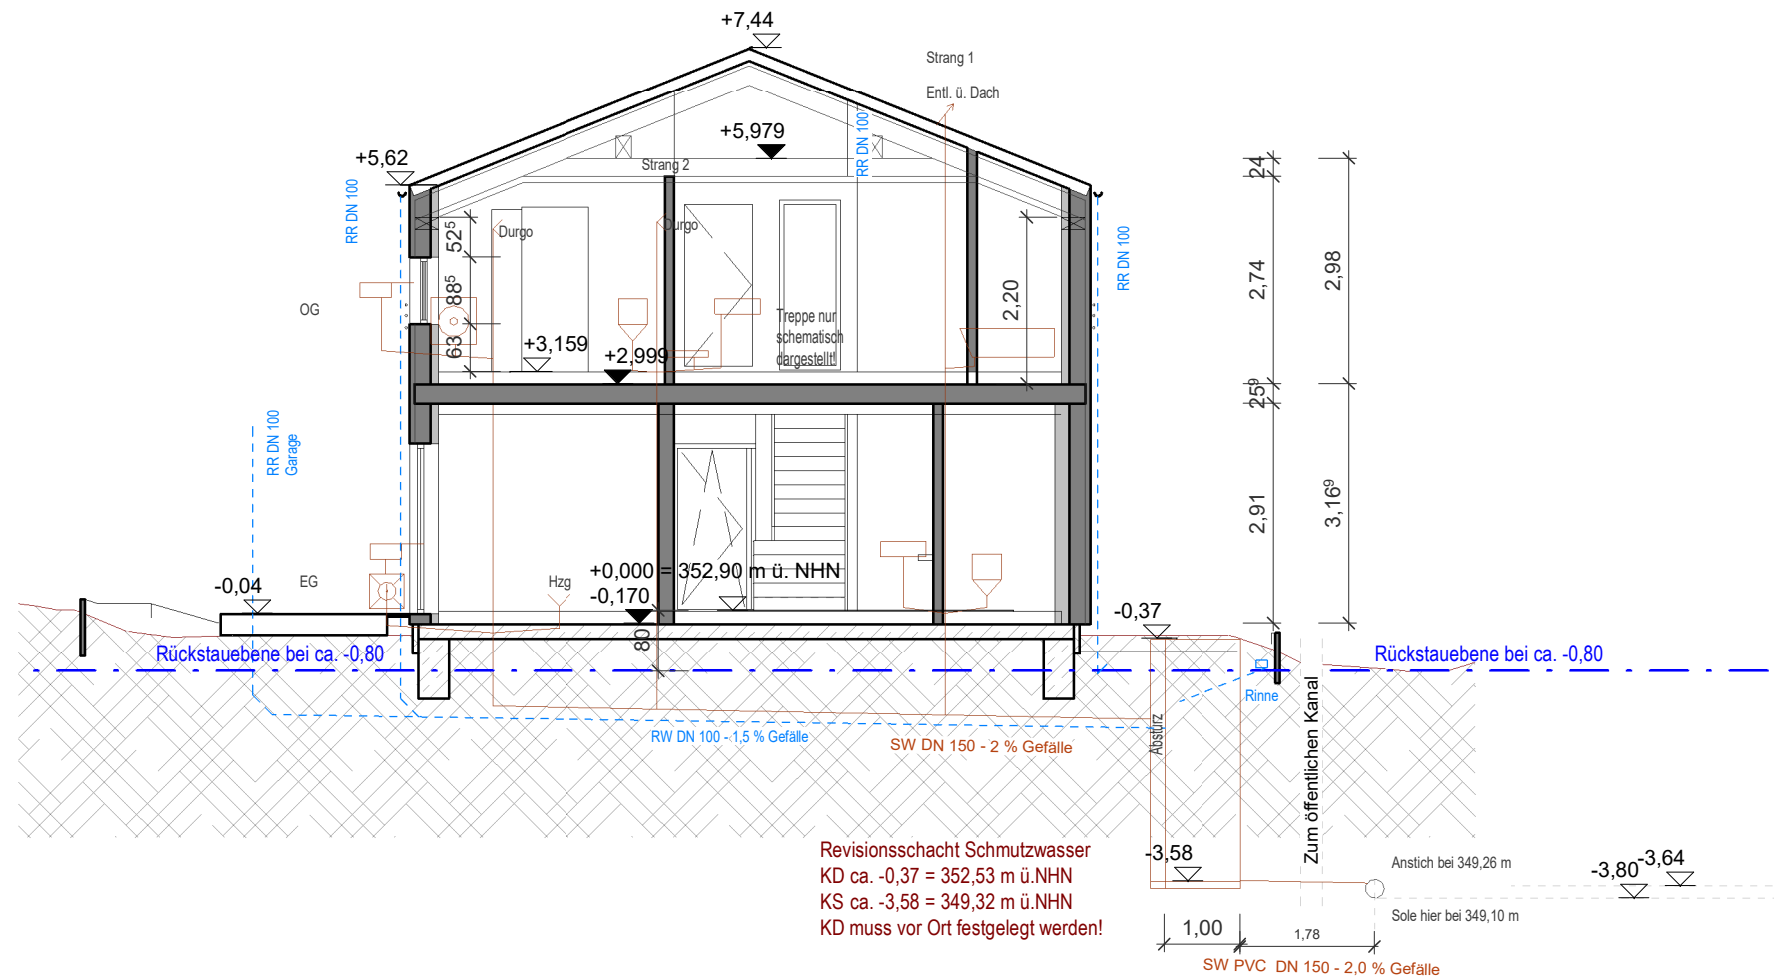 +7,44
Strang 1
Entl. ü. Dach
+5,979
RR DN 100
+5,62
Strang 2
24
RR DN 100
Durgo
Durgo
52⁵
RR DN 100
2,74
2,98
88⁵
2,20
OG
Treppe nur
schematisch
dargestellt!
63
+3,159
+2,999
25⁹
RR DN 100
Garage
2,91
3,16⁹
+0,000 = 352,90 m ü. NHN
-0,04
EG
Hzg
-0,170
-0,37
80
Rückstauebene bei ca. -0,80
Rückstauebene bei ca. -0,80
Rinne
Absturz
Zum öffentlichen Kanal
RW DN 100 - 1,5 % Gefälle
SW DN 150 - 2 % Gefälle
Revisionsschacht Schmutzwasser
KD ca. -0,37 = 352,53 m ü.NHN
KS ca. -3,58 = 349,32 m ü.NHN
KD muss vor Ort festgelegt werden!
-3,58
Anstich bei 349,26 m
-3,80
-3,64
Sole hier bei 349,10 m
1,00
1,78
SW PVC DN 150 - 2,0 % Gefälle